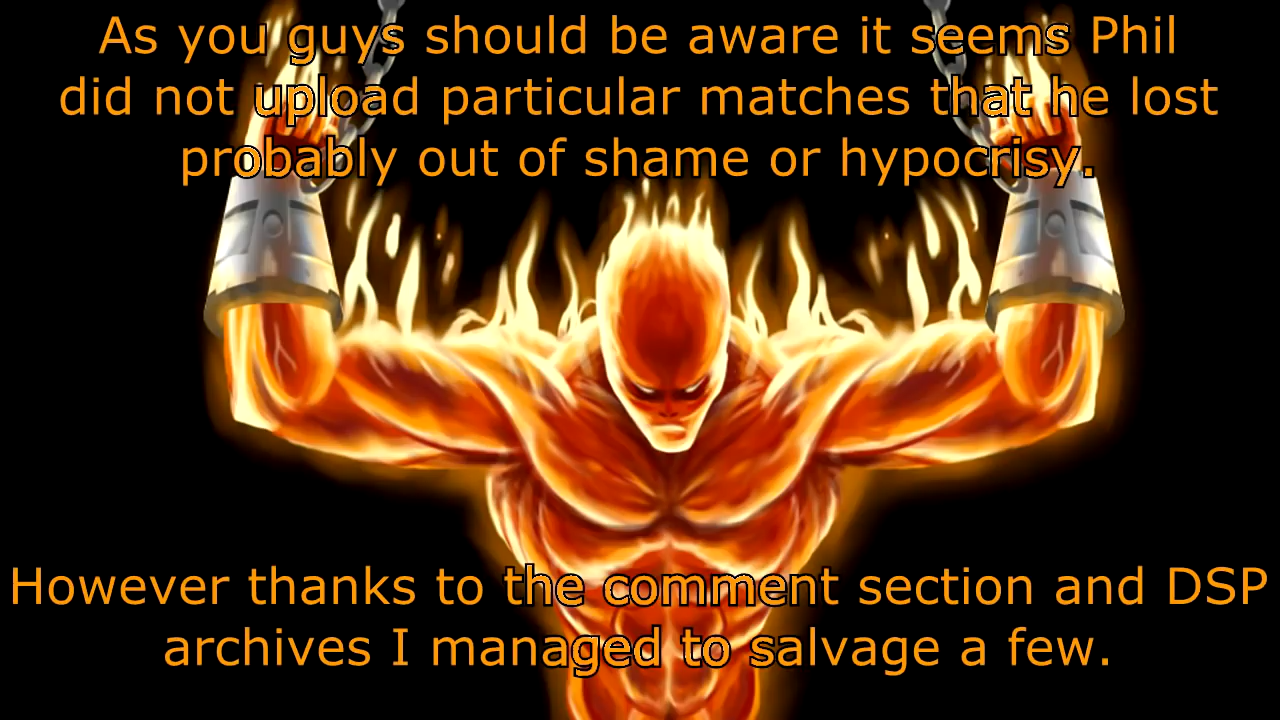 As you guys should be aware it seems Phil
did not upload particular matches that he lost
probably out of shame or hypocrisy.
However thanks to the comment section and DSP
archives I managed to salvage a few.